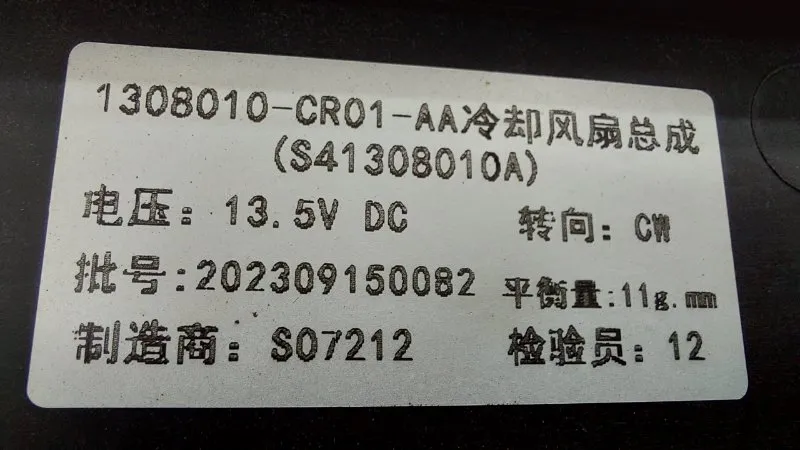 1308010-CR01-AA冷却风扇总成
(S41308010A)
电压: 13.5V DC 转向: CW
批号:202309150082 平衡量:11g.mm
制造商: S07212 检验员: 12